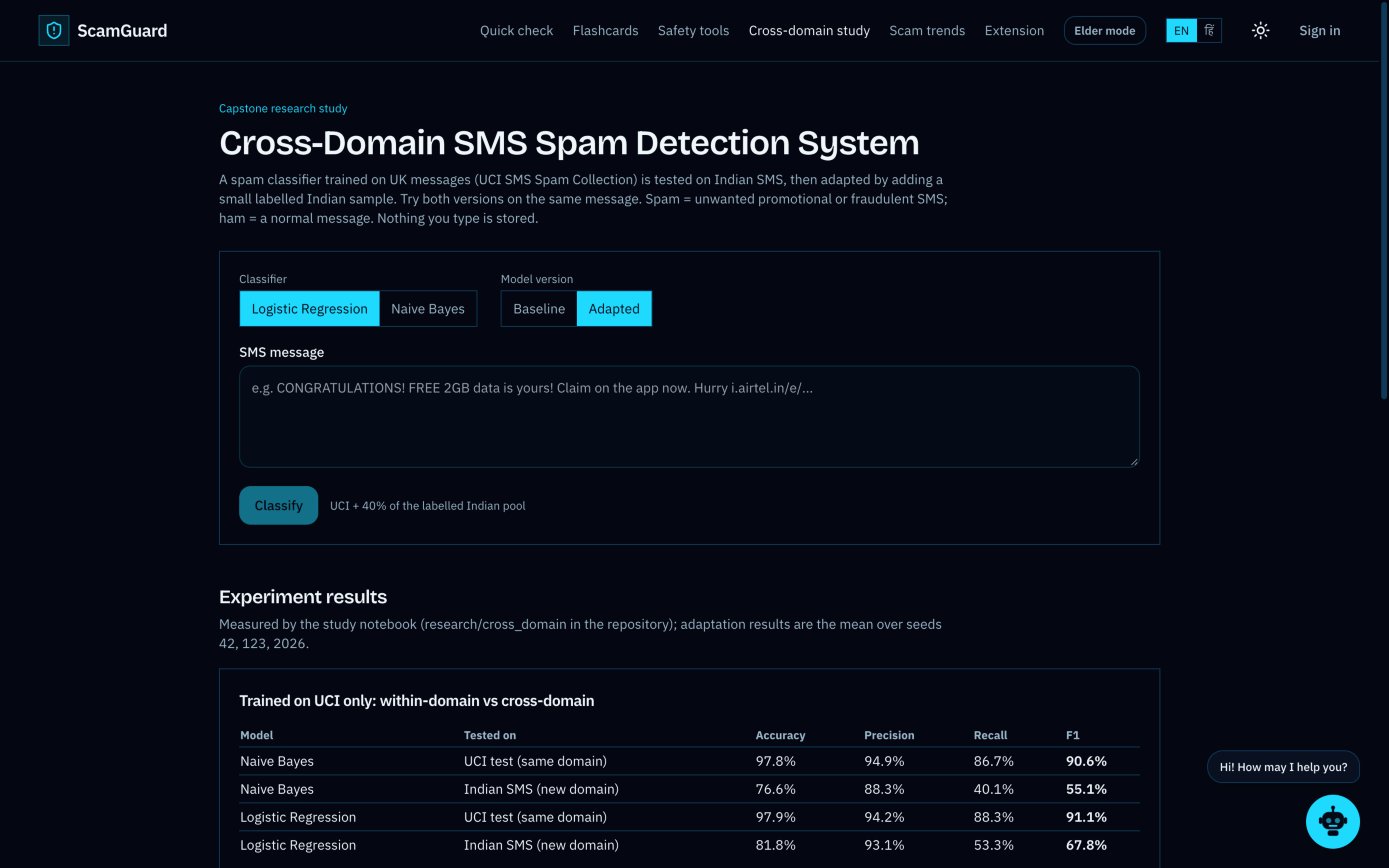 ScamGuard
Quick check Flashcards Safety tools Cross-domain study Scam trends Extension Elder mode EN हिं Sign in
Capstone research study
Cross-Domain SMS Spam Detection System
A spam classifier trained on UK messages (UCI SMS Spam Collection) is tested on Indian SMS, then adapted by adding a
small labelled Indian sample. Try both versions on the same message. Spam = unwanted promotional or fraudulent SMS;
ham = a normal message. Nothing you type is stored.
Classifier Model version
Logistic Regression Naive Bayes Baseline Adapted
SMS message
e.g. CONGRATULATIONS! FREE 2GB data is yours! Claim on the app now. Hurry i.airtel.in/e/...
Classify UCI + 40% of the labelled Indian pool
Experiment results
Measured by the study notebook (research/cross_domain in the repository); adaptation results are the mean over seeds
42, 123, 2026.
Trained on UCI only: within-domain vs cross-domain
Model Tested on Accuracy Precision Recall F1
Naive Bayes UCI test (same domain) 97.8% 94.9% 86.7% 90.6%
Naive Bayes Indian SMS (new domain) 76.6% 88.3% 40.1% 55.1%
Logistic Regression UCI test (same domain) 97.9% 94.2% 88.3% 91.1%
Logistic Regression Indian SMS (new domain) 81.8% 93.1% 53.3% 67.8%
Hi! How may I help you?